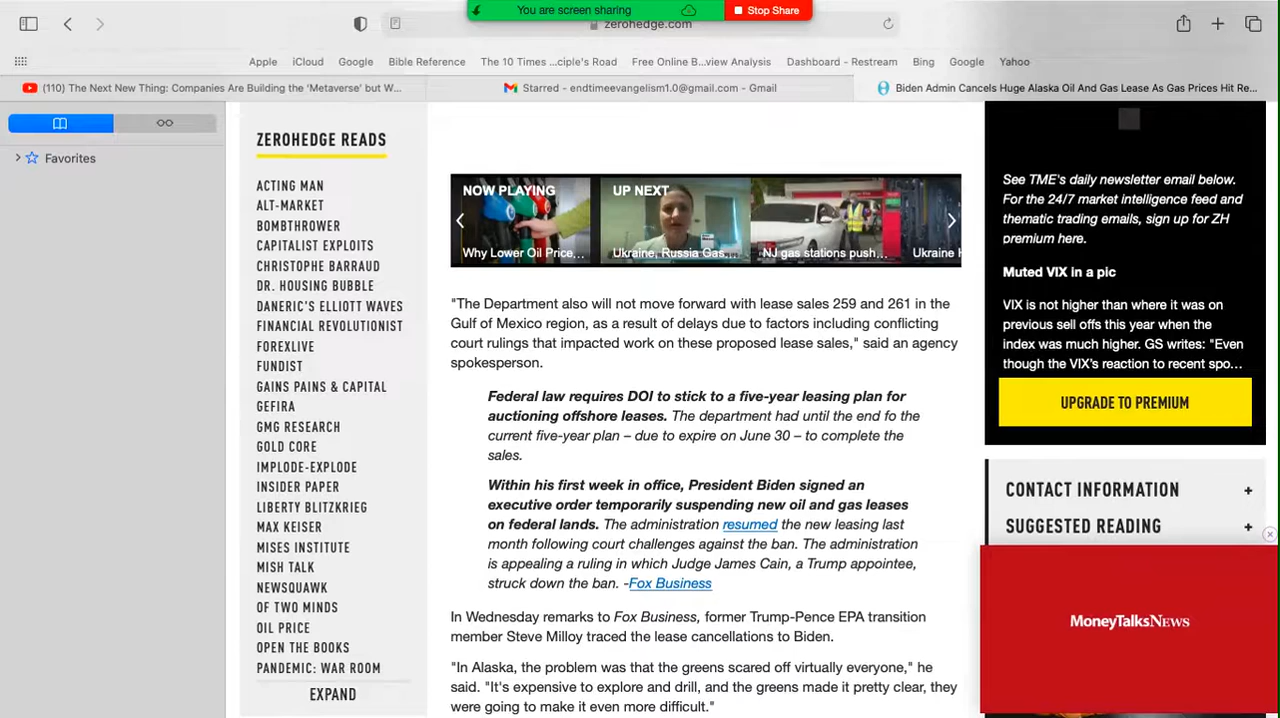 You are screen sharing
Stop Share
zerohedge.com
Apple iCloud Google Bible Reference The 10 Times ...ciple's Road Free Online B...view Analysis Dashboard - Restream Bing Google Yahoo
(110) The Next New Thing: Companies Are Building the 'Metaverse' but W...
Starred - endtimeevangelism1.0@gmail.com - Gmail
Biden Admin Cancels Huge Alaska Oil And Gas Lease As Gas Prices Hit Re...
Favorites
ZEROHEDGE READS
ACTING MAN
ALT-MARKET
BOMBTHROWER
CAPITALIST EXPLOITS
CHRISTOPHE BARRAUD
DR. HOUSING BUBBLE
DANERIC'S ELLIOTT WAVES
FINANCIAL REVOLUTIONIST
FOREXLIVE
FUNDIST
GAINS PAINS & CAPITAL
GEFIRA
GMG RESEARCH
GOLD CORE
IMPLODE-EXPLODE
INSIDER PAPER
LIBERTY BLITZKRIEG
MAX KEISER
MISES INSTITUTE
MISH TALK
NEWSQUAWK
OF TWO MINDS
OIL PRICE
OPEN THE BOOKS
PANDEMIC: WAR ROOM
EXPAND
NOW PLAYING
Why Lower Oil Price...
UP NEXT
Ukraine, Russia Gas...
NJ gas stations push...
Ukraine H
"The Department also will not move forward with lease sales 259 and 261 in the
Gulf of Mexico region, as a result of delays due to factors including conflicting
court rulings that impacted work on these proposed lease sales," said an agency
spokesperson.
Federal law requires DOI to stick to a five-year leasing plan for
auctioning offshore leases. The department had until the end fo the
current five-year plan – due to expire on June 30 – to complete the
sales.
Within his first week in office, President Biden signed an
executive order temporarily suspending new oil and gas leases
on federal lands. The administration resumed the new leasing last
month following court challenges against the ban. The administration
is appealing a ruling in which Judge James Cain, a Trump appointee,
struck down the ban. -Fox Business
In Wednesday remarks to Fox Business, former Trump-Pence EPA transition
member Steve Milloy traced the lease cancellations to Biden.
"In Alaska, the problem was that the greens scared off virtually everyone," he
said. "It's expensive to explore and drill, and the greens made it pretty clear, they
were going to make it even more difficult."
See TME's daily newsletter email below.
For the 24/7 market intelligence feed and
thematic trading emails, sign up for ZH
premium here.
Muted VIX in a pic
VIX is not higher than where it was on
previous sell offs this year when the
index was much higher. GS writes: "Even
though the VIX's reaction to recent spo...
UPGRADE TO PREMIUM
CONTACT INFORMATION +
SUGGESTED READING +
MoneyTalksNews